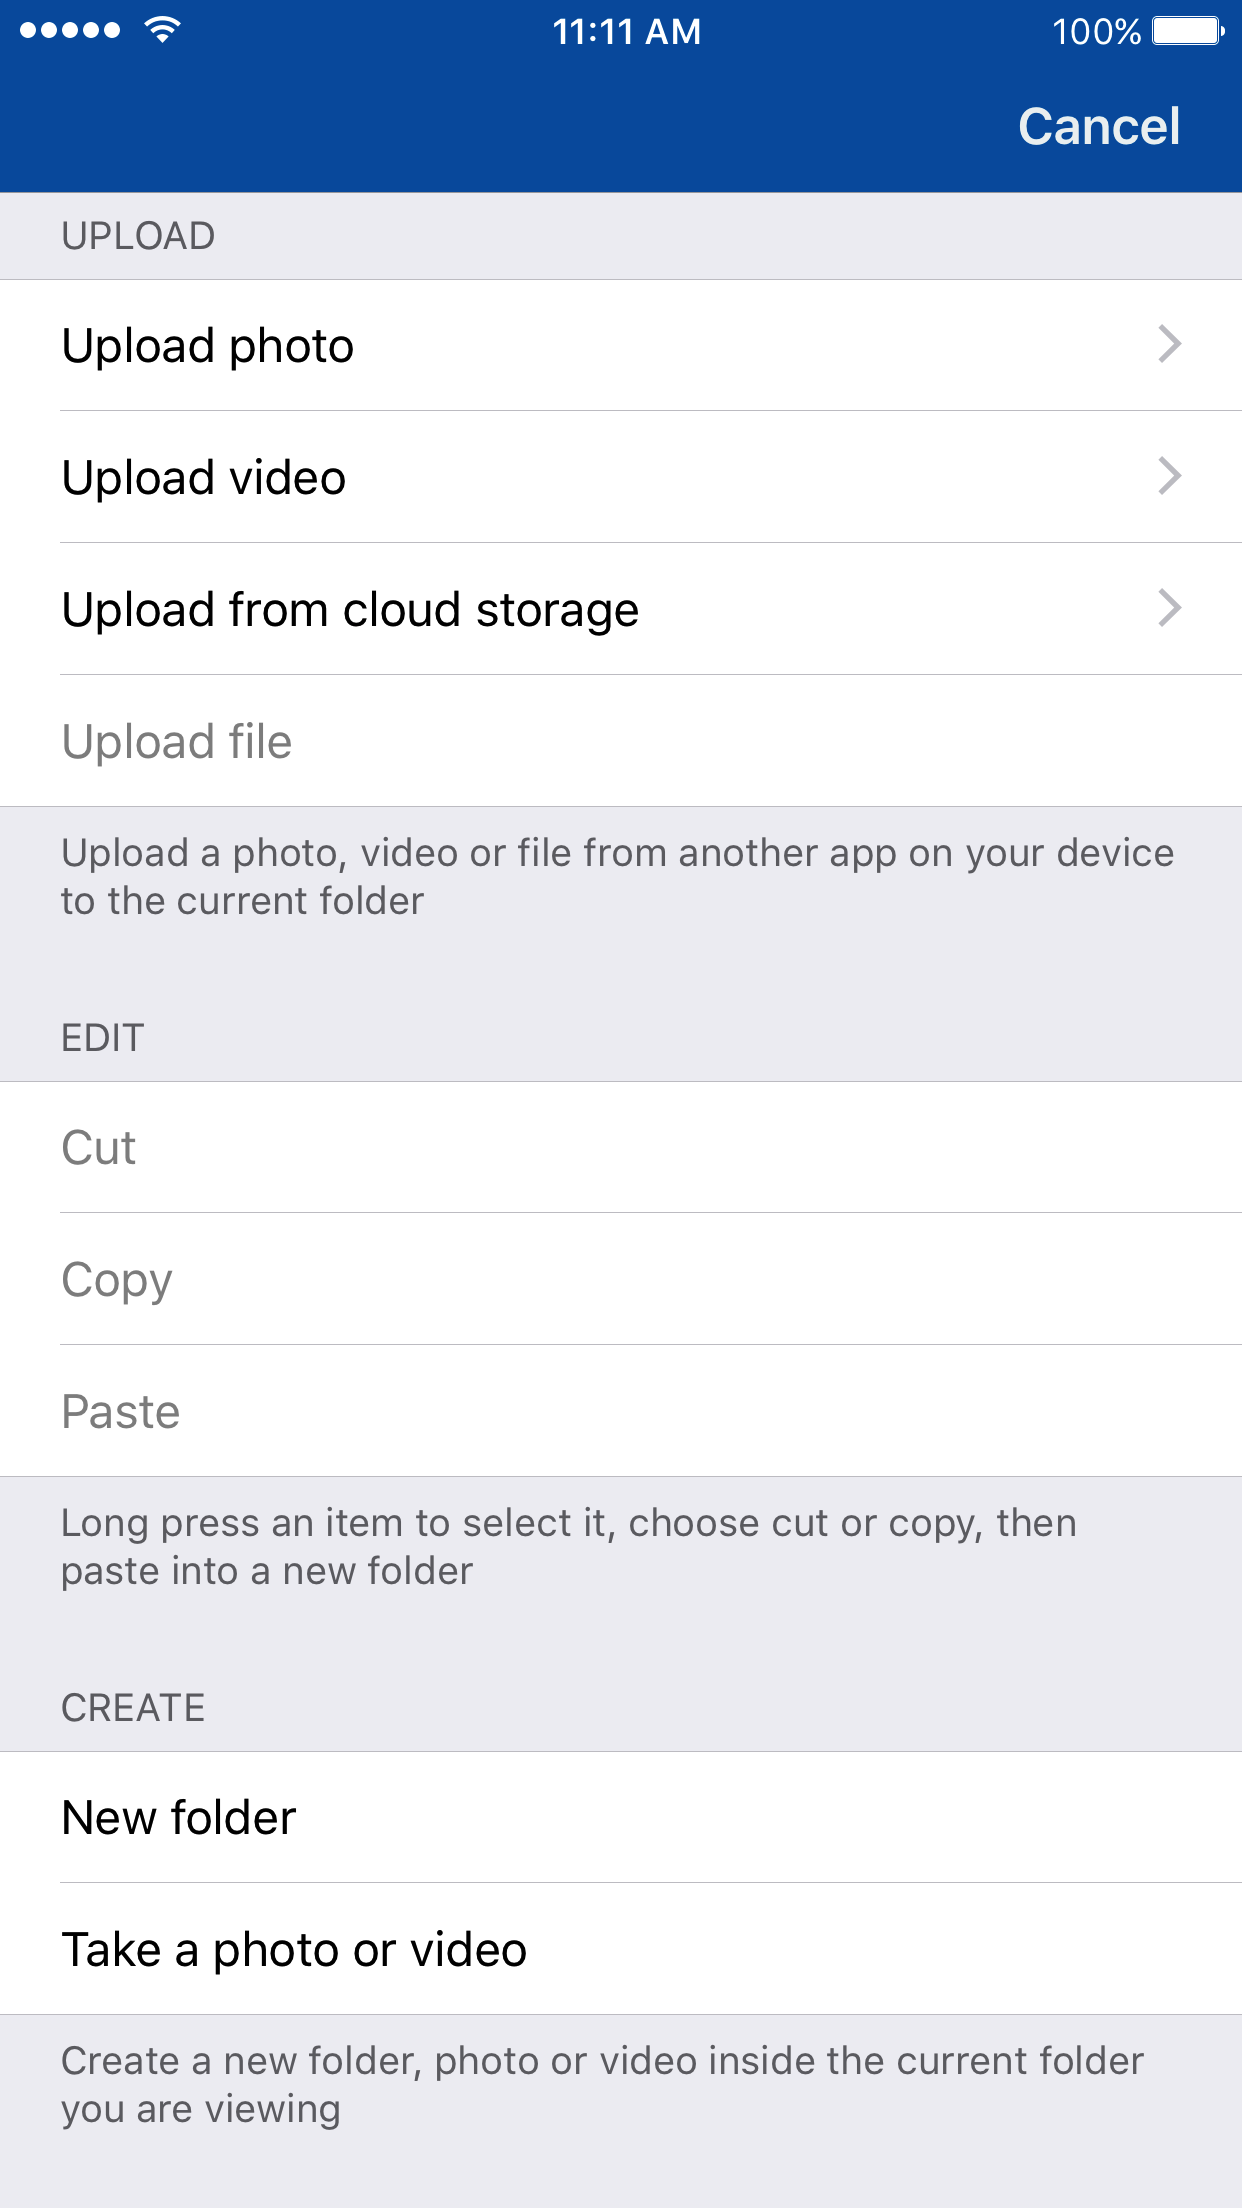 11:11 AM 100%
Cancel
UPLOAD
Upload photo
Upload video
Upload from cloud storage
Upload file
Upload a photo, video or file from another app on your device
to the current folder
EDIT
Cut
Copy
Paste
Long press an item to select it, choose cut or copy, then
paste into a new folder
CREATE
New folder
Take a photo or video
Create a new folder, photo or video inside the current folder
you are viewing